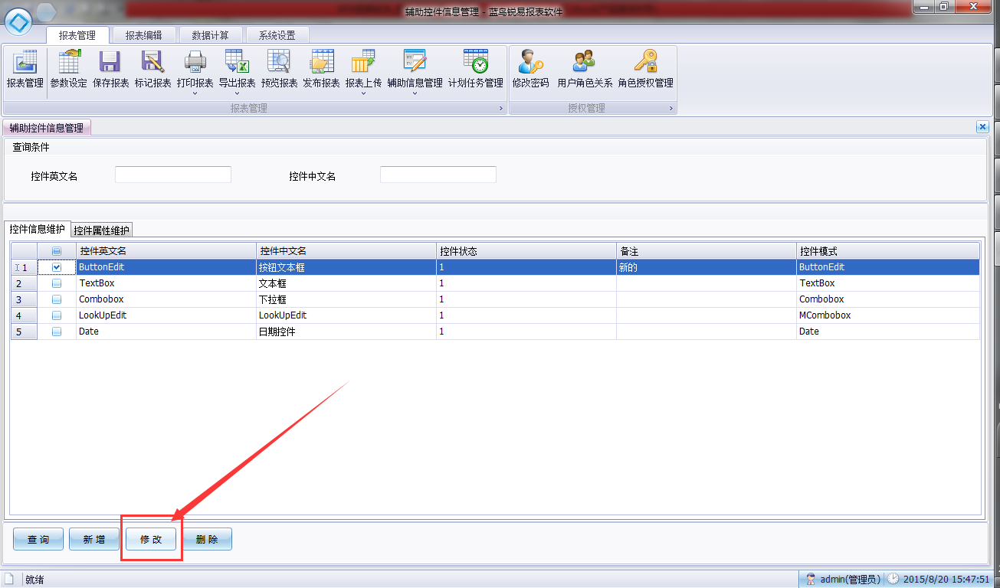 辅助控件信息管理 - 蓝鸟锐易报表软件
报表管理 报表编辑 数据计算 系统设置
报表管理 参数设定 保存报表 标记报表 打印报表 导出报表 预览报表 发布报表 报表上传 辅助信息管理 计划任务管理 修改密码 用户角色关系 角色授权管理
报表管理 授权管理
辅助控件信息管理
查询条件
控件英文名 控件中文名
控件信息维护 控件属性维护
控件英文名 控件中文名 控件状态 备注 控件模式
1 ButtonEdit 按钮文本框 1 新的 ButtonEdit
2 TextBox 文本框 1 TextBox
3 Combobox 下拉框 1 Combobox
4 LookUpEdit LookUpEdit 1 MCombobox
5 Date 日期控件 1 Date
查 询 新 增 修 改 删 除
就绪 admin(管理员) 2015/8/20 15:47:51